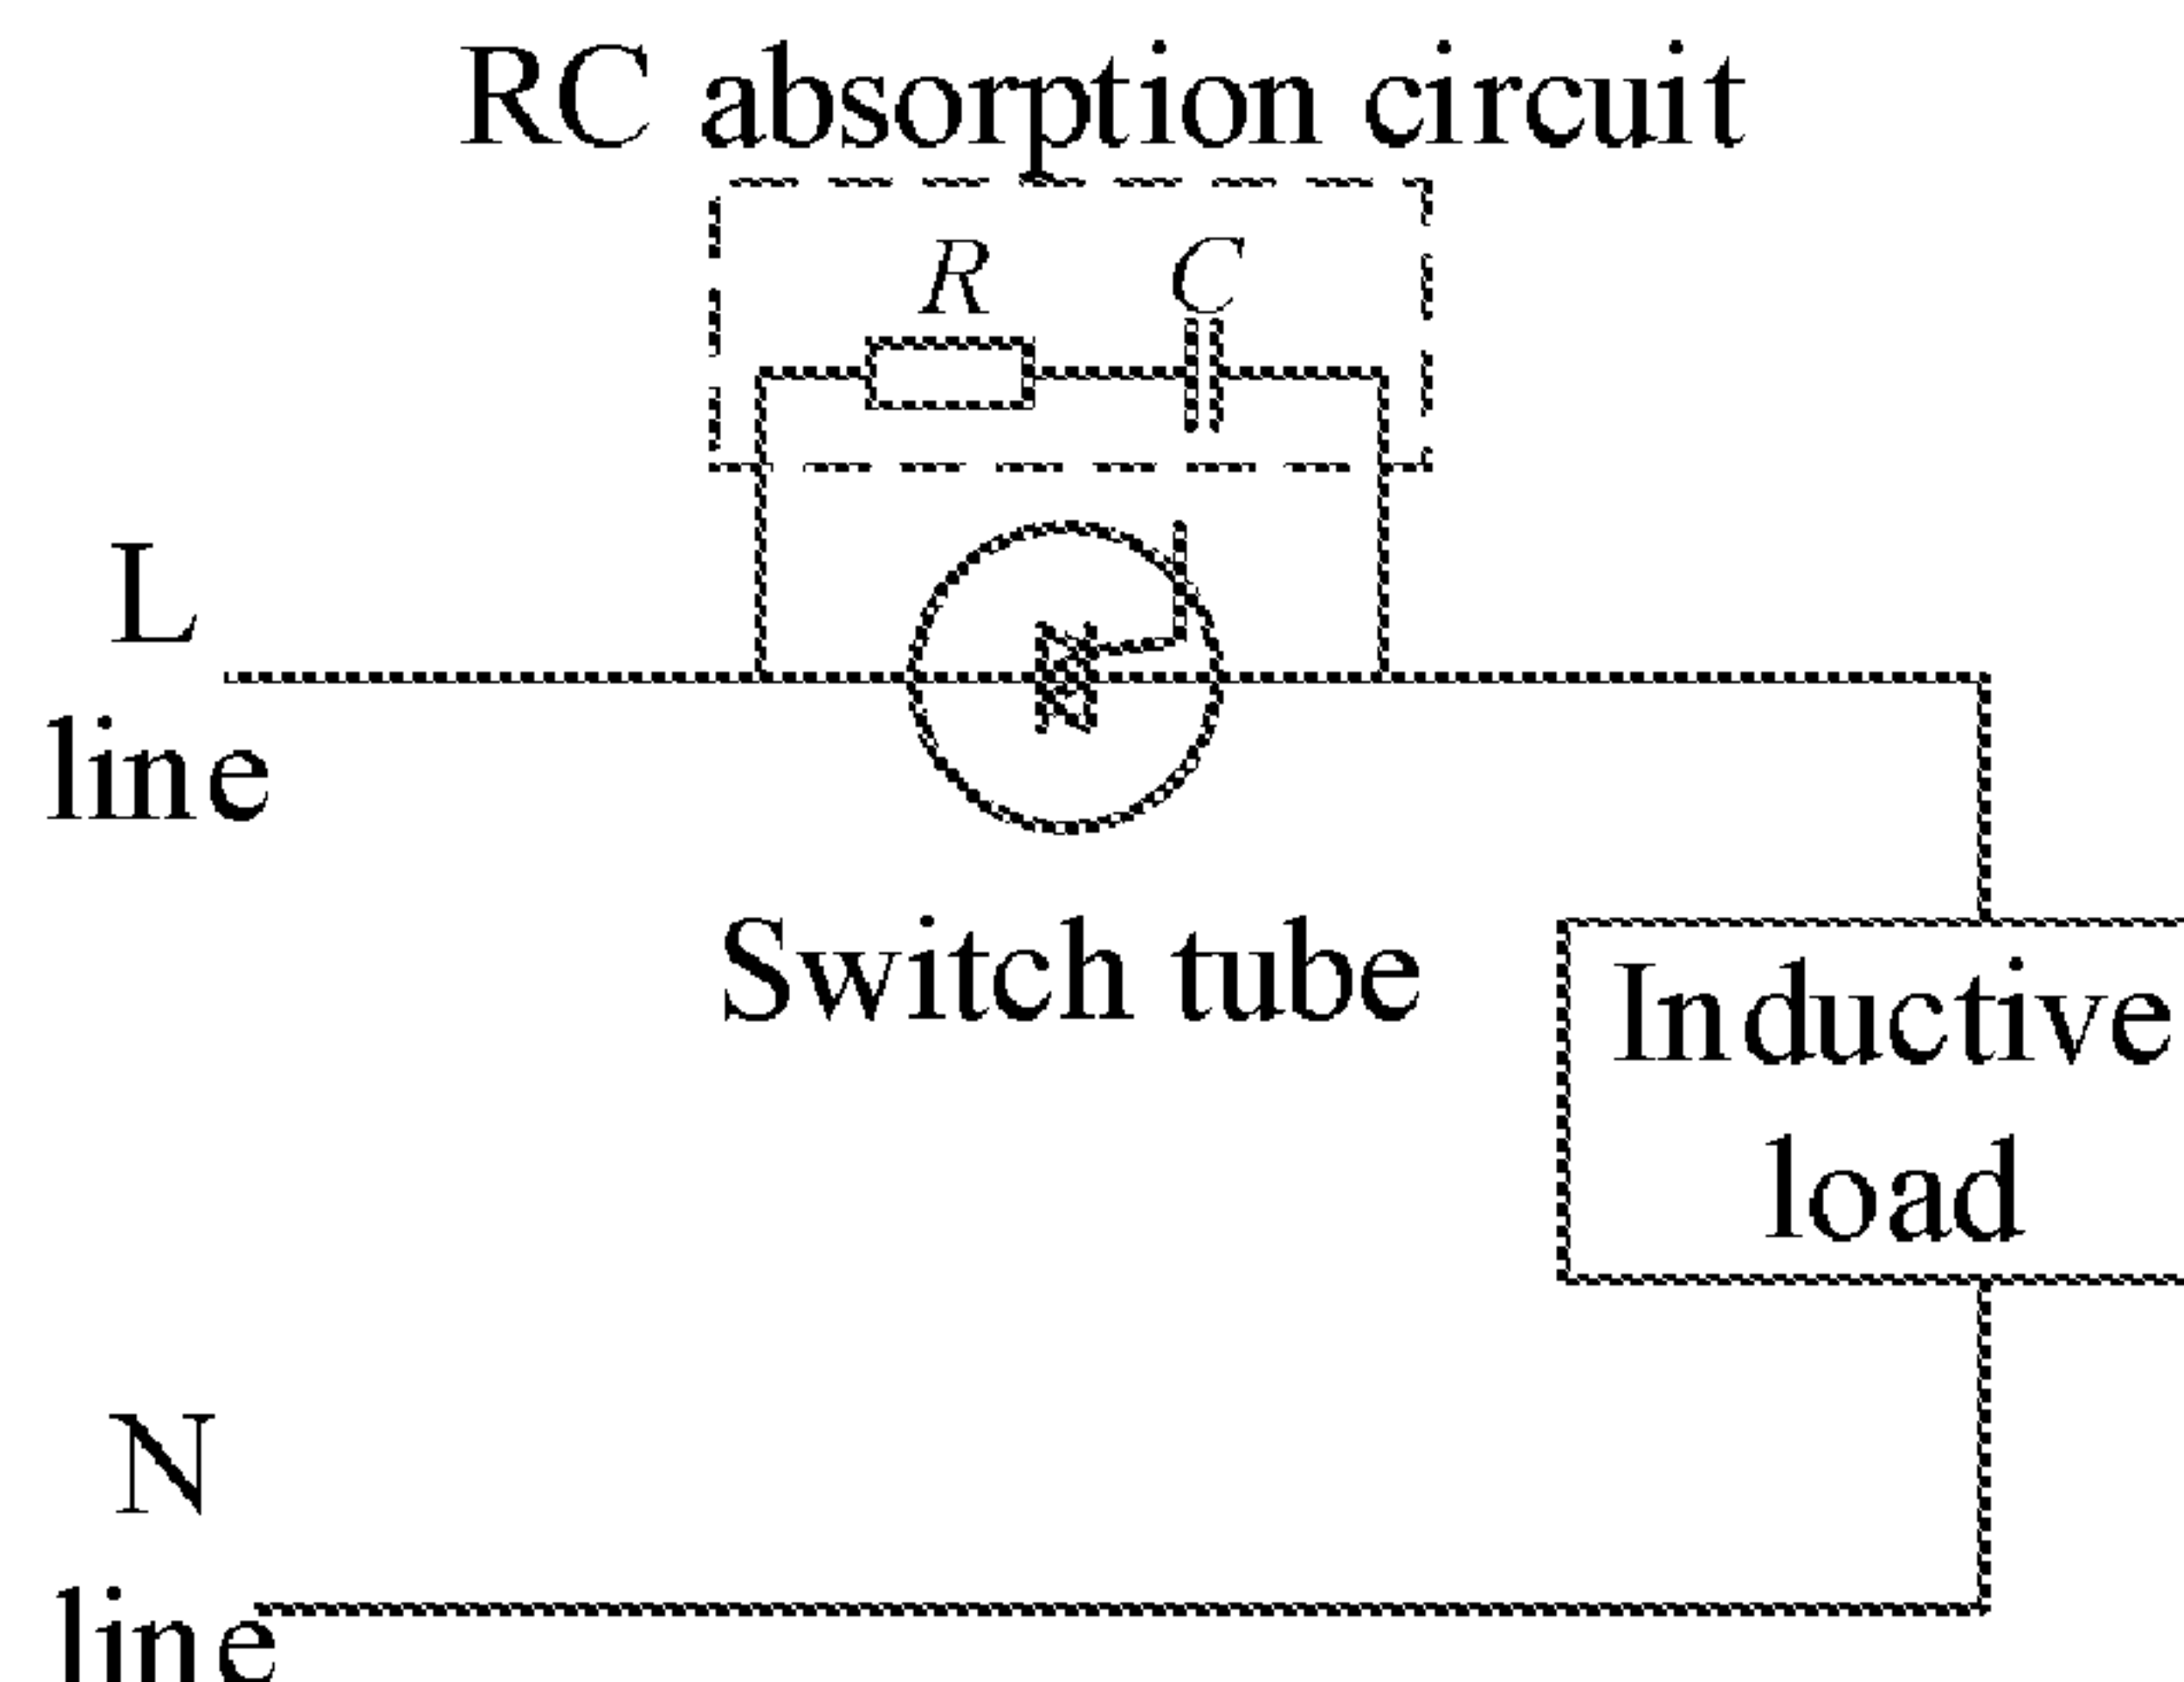 RC absorption circuit
R C
L
line
Switch tube
Inductive
load
N
line